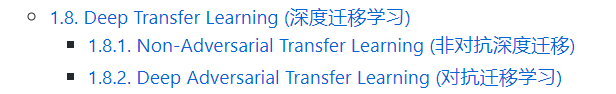 1.8. Deep Transfer Learning (深度迁移学习)
1.8.1. Non-Adversarial Transfer Learning (非对抗深度迁移)
1.8.2. Deep Adversarial Transfer Learning (对抗迁移学习)